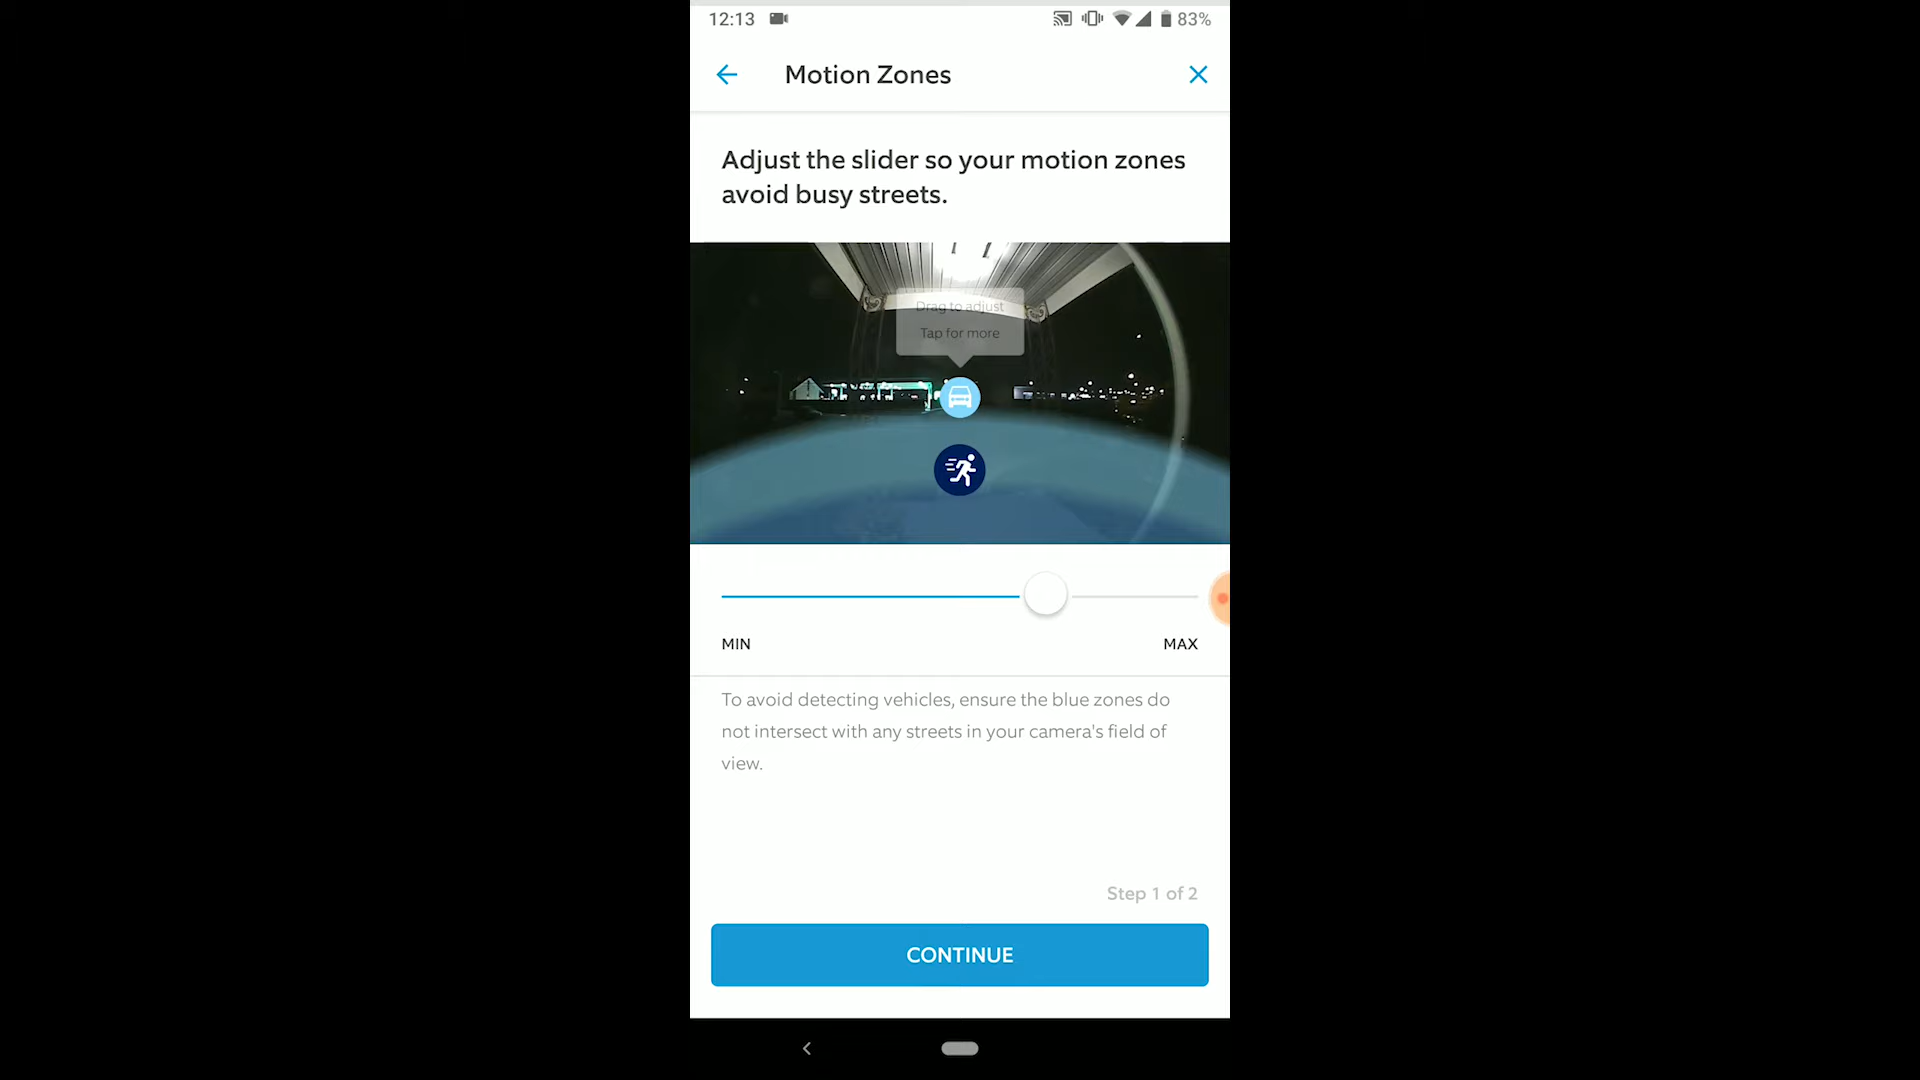 12:13
83%
Motion Zones
Adjust the slider so your motion zones
avoid busy streets.
Drag to adjust
Tap for more
MIN
MAX
To avoid detecting vehicles, ensure the blue zones do
not intersect with any streets in your camera's field of
view.
Step 1 of 2
CONTINUE